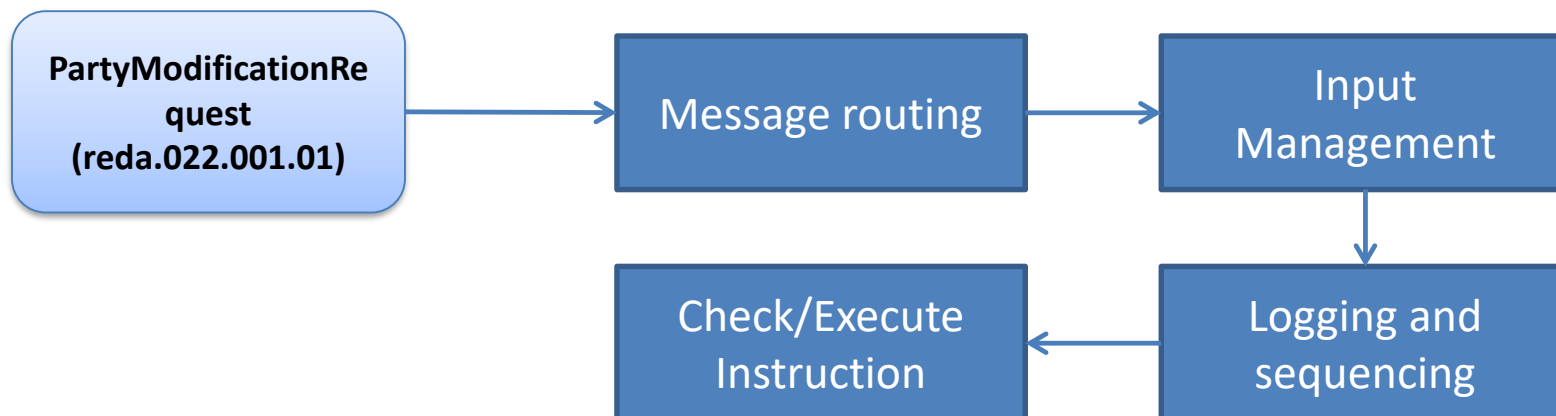 PartyModificationRe
quest
(reda.022.001.01)
Message routing
Input
Management
Check/Execute
Instruction
Logging and
sequencing